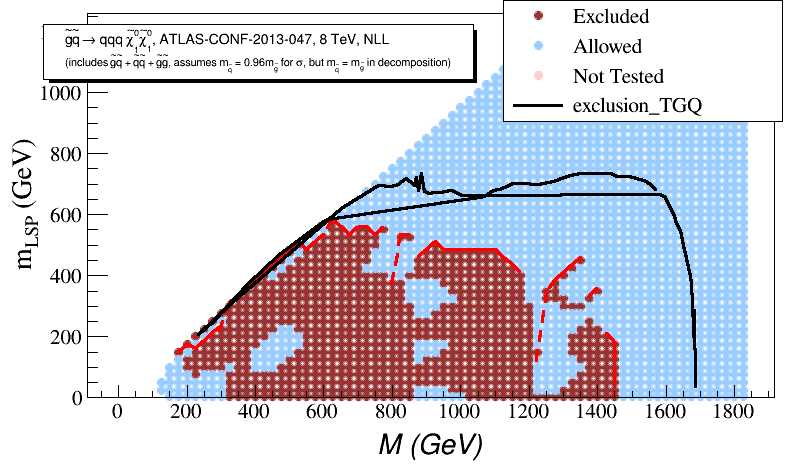 g̃q̃ → qqq χ̃₁⁰χ̃₁⁰, ATLAS-CONF-2013-047, 8 TeV, NLL
(includes g̃q̃ + q̃q̃ + g̃g̃, assumes m_q̃ = 0.96m_g̃ for σ, but m_q̃ = m_g̃ in decomposition)
Excluded
Allowed
Not Tested
exclusion_TGQ
m_LSP (GeV)
1000
800
600
400
200
0
0 200 400 600 800 1000 1200 1400 1600 1800
M (GeV)